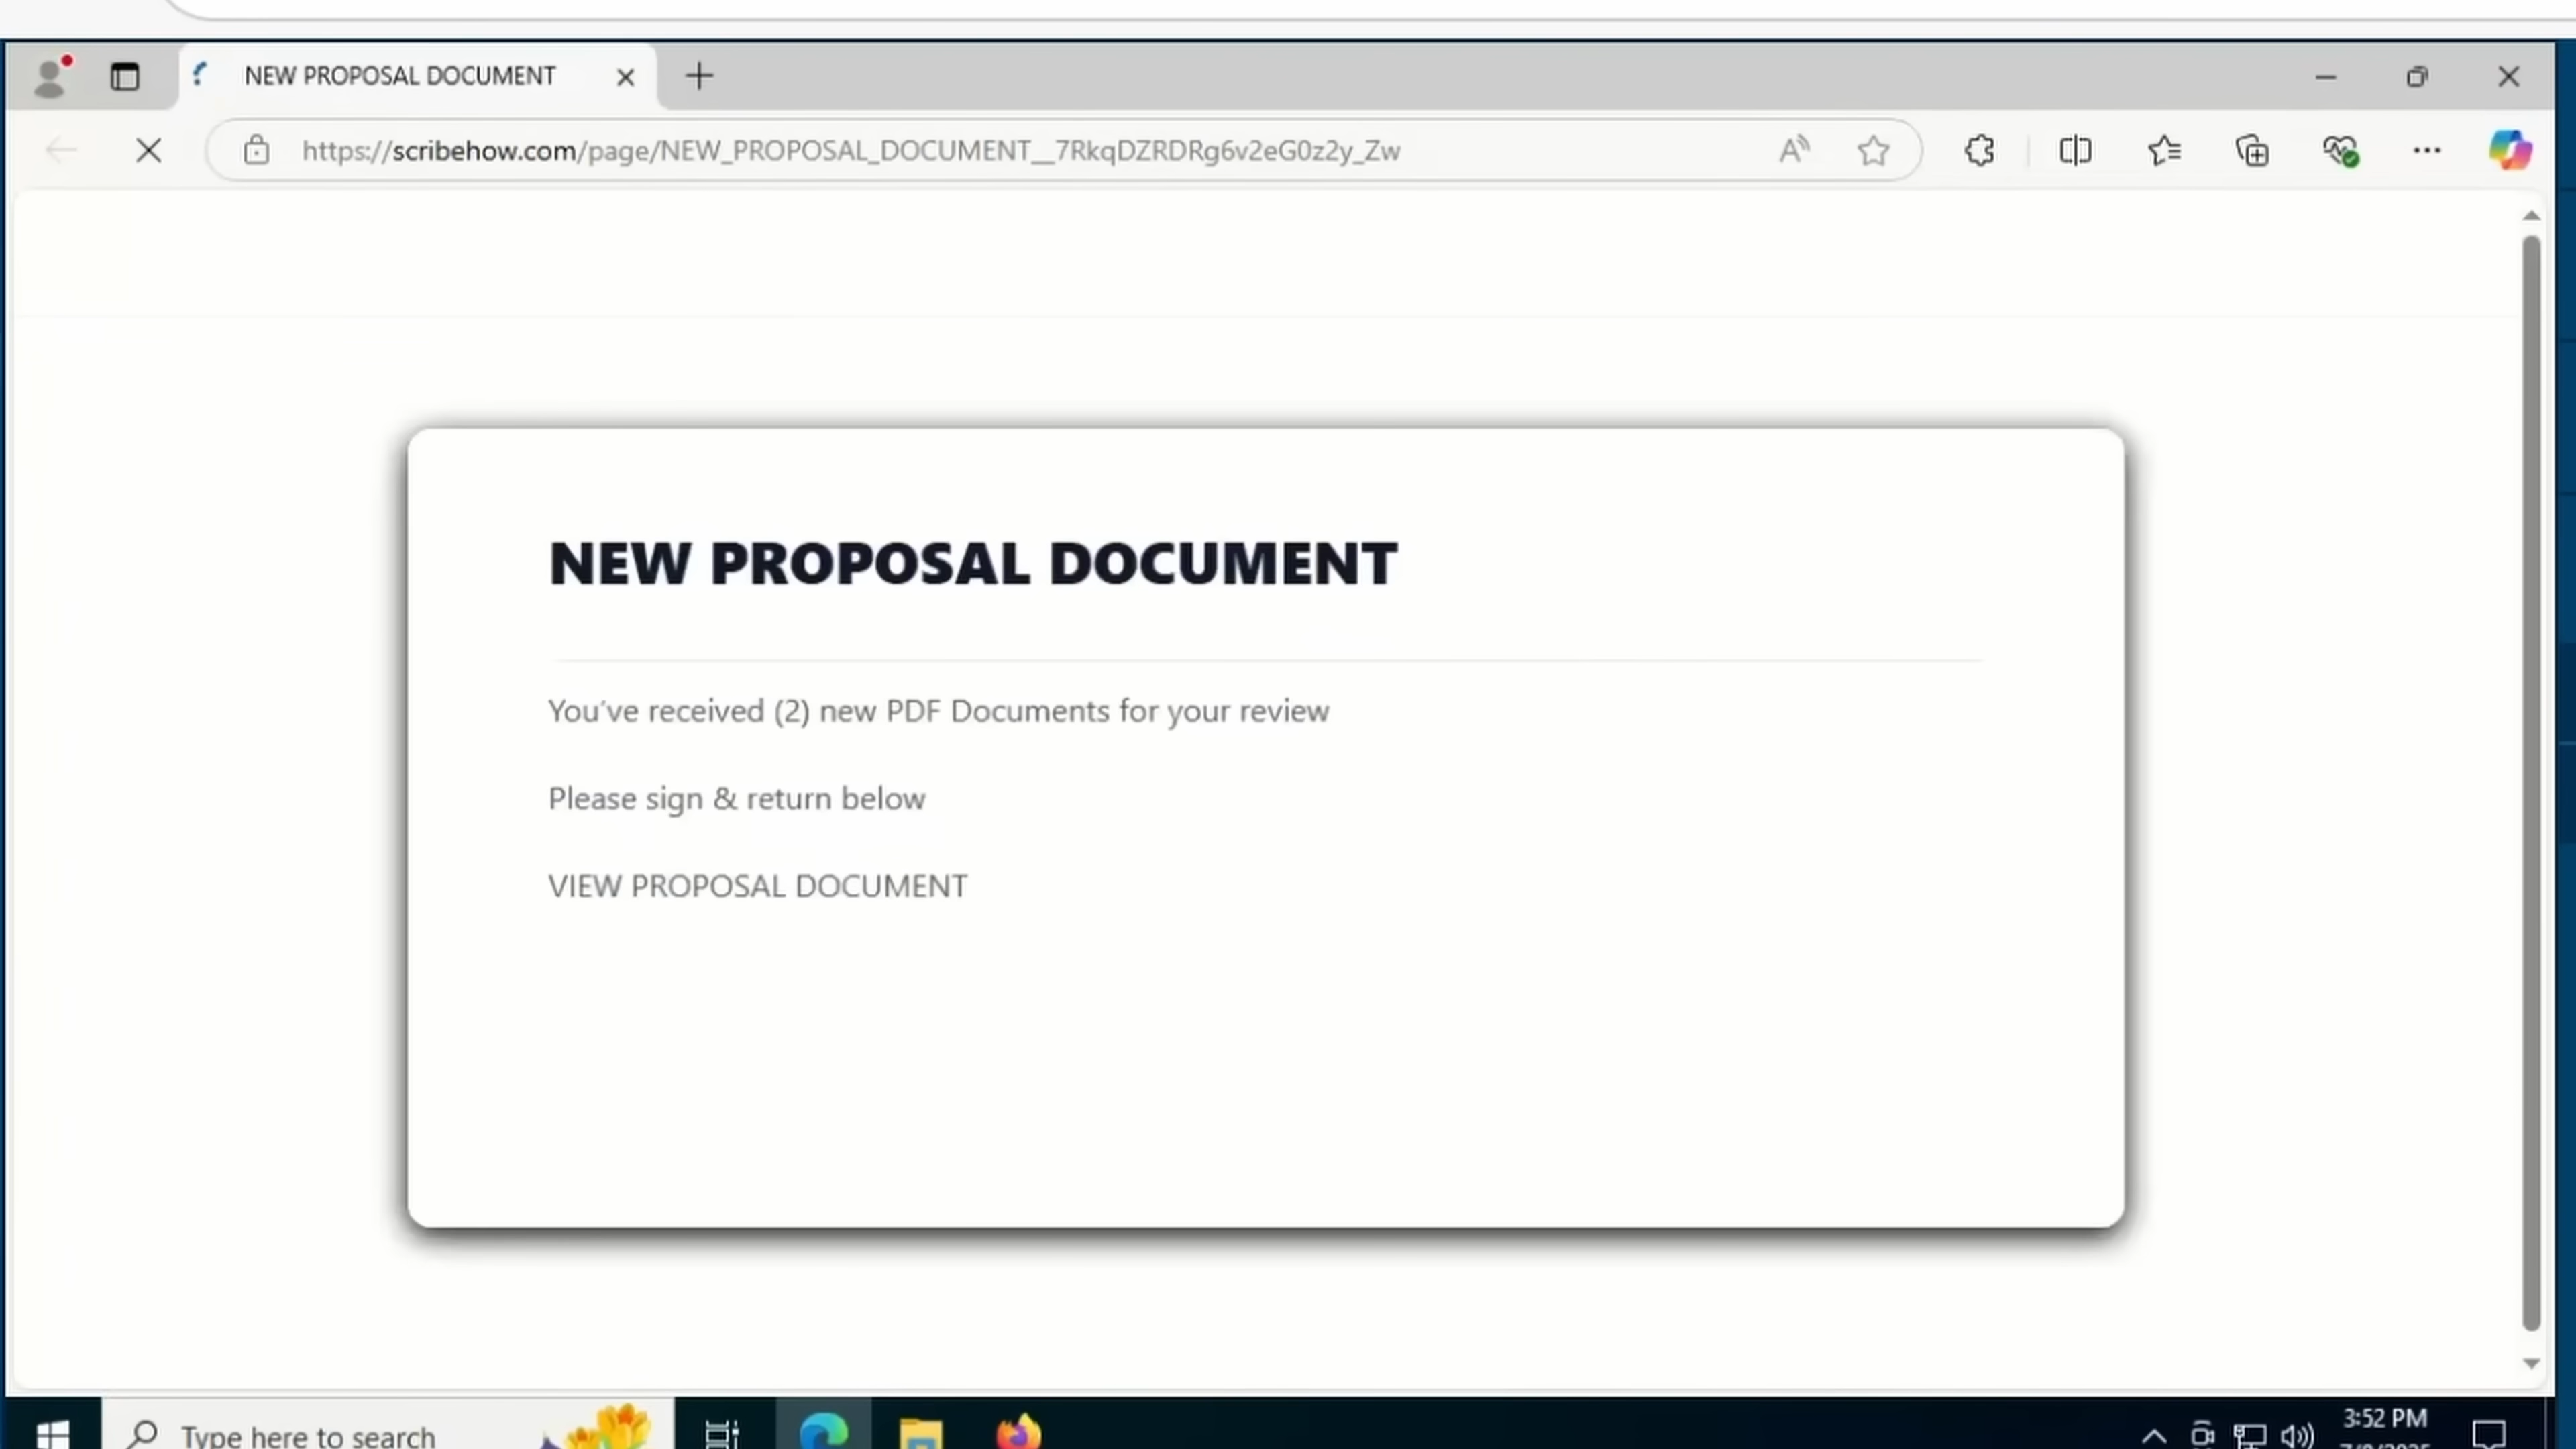 NEW PROPOSAL DOCUMENT
https://scribehow.com/page/NEW_PROPOSAL_DOCUMENT__7RkqDZRDRg6v2eG0z2y_Zw
NEW PROPOSAL DOCUMENT
You've received (2) new PDF Documents for your review
Please sign & return below
VIEW PROPOSAL DOCUMENT
Type here to search
3:52 PM